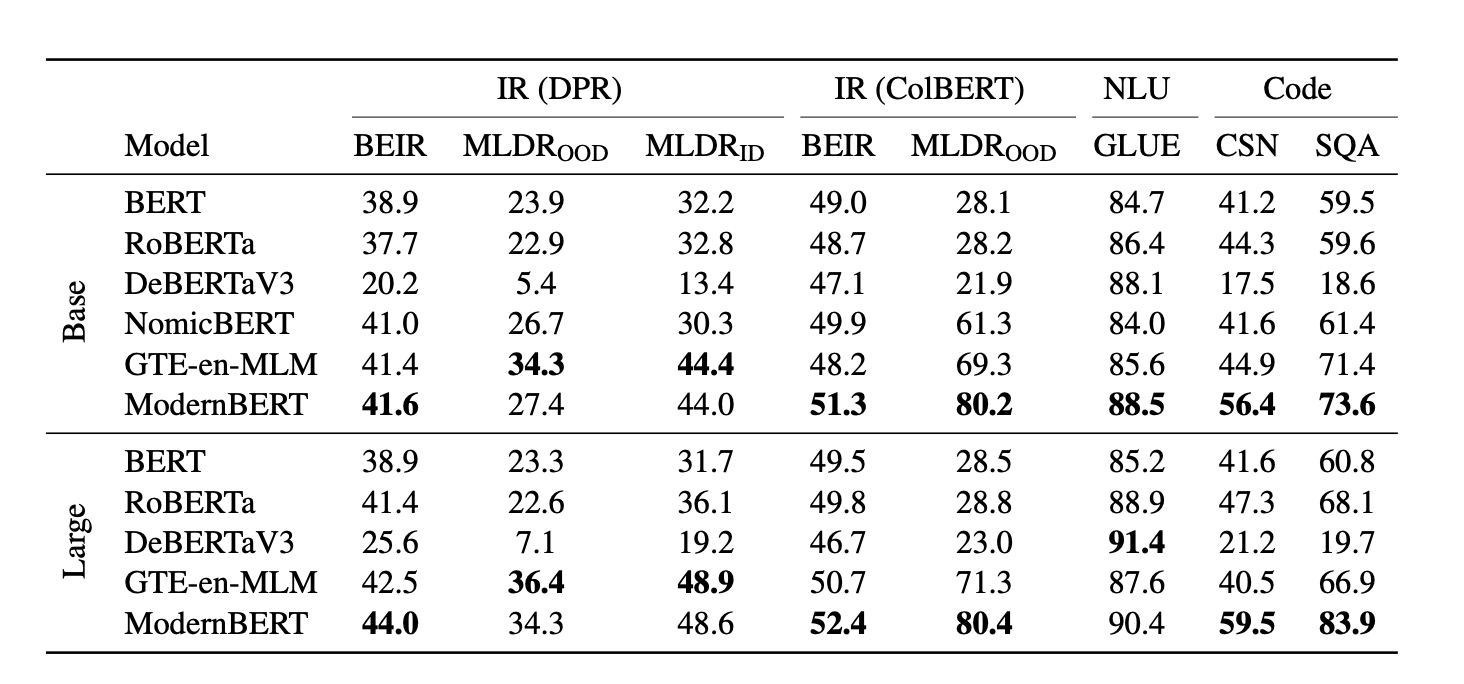 IR (DPR) IR (ColBERT) NLU Code
Model BEIR MLDR_OOD MLDR_ID BEIR MLDR_OOD GLUE CSN SQA
Base
BERT 38.9 23.9 32.2 49.0 28.1 84.7 41.2 59.5
RoBERTa 37.7 22.9 32.8 48.7 28.2 86.4 44.3 59.6
DeBERTaV3 20.2 5.4 13.4 47.1 21.9 88.1 17.5 18.6
NomicBERT 41.0 26.7 30.3 49.9 61.3 84.0 41.6 61.4
GTE-en-MLM 41.4 34.3 44.4 48.2 69.3 85.6 44.9 71.4
ModernBERT 41.6 27.4 44.0 51.3 80.2 88.5 56.4 73.6
Large
BERT 38.9 23.3 31.7 49.5 28.5 85.2 41.6 60.8
RoBERTa 41.4 22.6 36.1 49.8 28.8 88.9 47.3 68.1
DeBERTaV3 25.6 7.1 19.2 46.7 23.0 91.4 21.2 19.7
GTE-en-MLM 42.5 36.4 48.9 50.7 71.3 87.6 40.5 66.9
ModernBERT 44.0 34.3 48.6 52.4 80.4 90.4 59.5 83.9